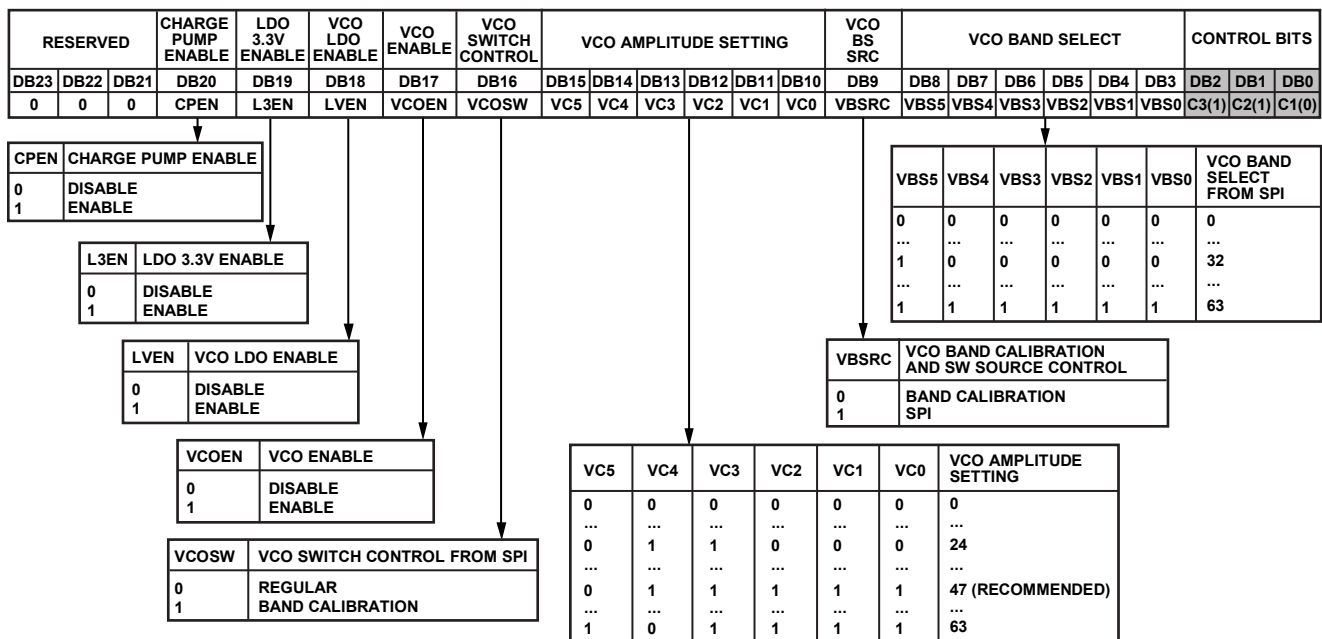 RESERVED CHARGE PUMP ENABLE LDO 3.3V ENABLE VCO LDO ENABLE VCO ENABLE VCO SWITCH CONTROL VCO AMPLITUDE SETTING VCO BS SRC VCO BAND SELECT CONTROL BITS
DB23 DB22 DB21 DB20 DB19 DB18 DB17 DB16 DB15 DB14 DB13 DB12 DB11 DB10 DB9 DB8 DB7 DB6 DB5 DB4 DB3 DB2 DB1 DB0
0 0 0 CPEN L3EN LVEN VCOEN VCOSW VC5 VC4 VC3 VC2 VC1 VC0 VBSRC VBS5 VBS4 VBS3 VBS2 VBS1 VBS0 C3(1) C2(1) C1(0)
CPEN CHARGE PUMP ENABLE
0 DISABLE
1 ENABLE
VBS5 VBS4 VBS3 VBS2 VBS1 VBS0 VCO BAND SELECT FROM SPI
0 0 0 0 0 0 0
... ... ... ... ... ... ...
1 0 0 0 0 0 32
... ... ... ... ... ... ...
1 1 1 1 1 1 63
L3EN LDO 3.3V ENABLE
0 DISABLE
1 ENABLE
LVEN VCO LDO ENABLE
0 DISABLE
1 ENABLE
VBSRC VCO BAND CALIBRATION AND SW SOURCE CONTROL
0 BAND CALIBRATION
1 SPI
VCOEN VCO ENABLE
0 DISABLE
1 ENABLE
VC5 VC4 VC3 VC2 VC1 VC0 VCO AMPLITUDE SETTING
0 0 0 0 0 0 0
... ... ... ... ... ... ...
0 1 1 0 0 0 24
... ... ... ... ... ... ...
0 1 1 1 1 1 47 (RECOMMENDED)
... ... ... ... ... ... ...
1 0 1 1 1 1 63
VCOSW VCO SWITCH CONTROL FROM SPI
0 REGULAR
1 BAND CALIBRATION